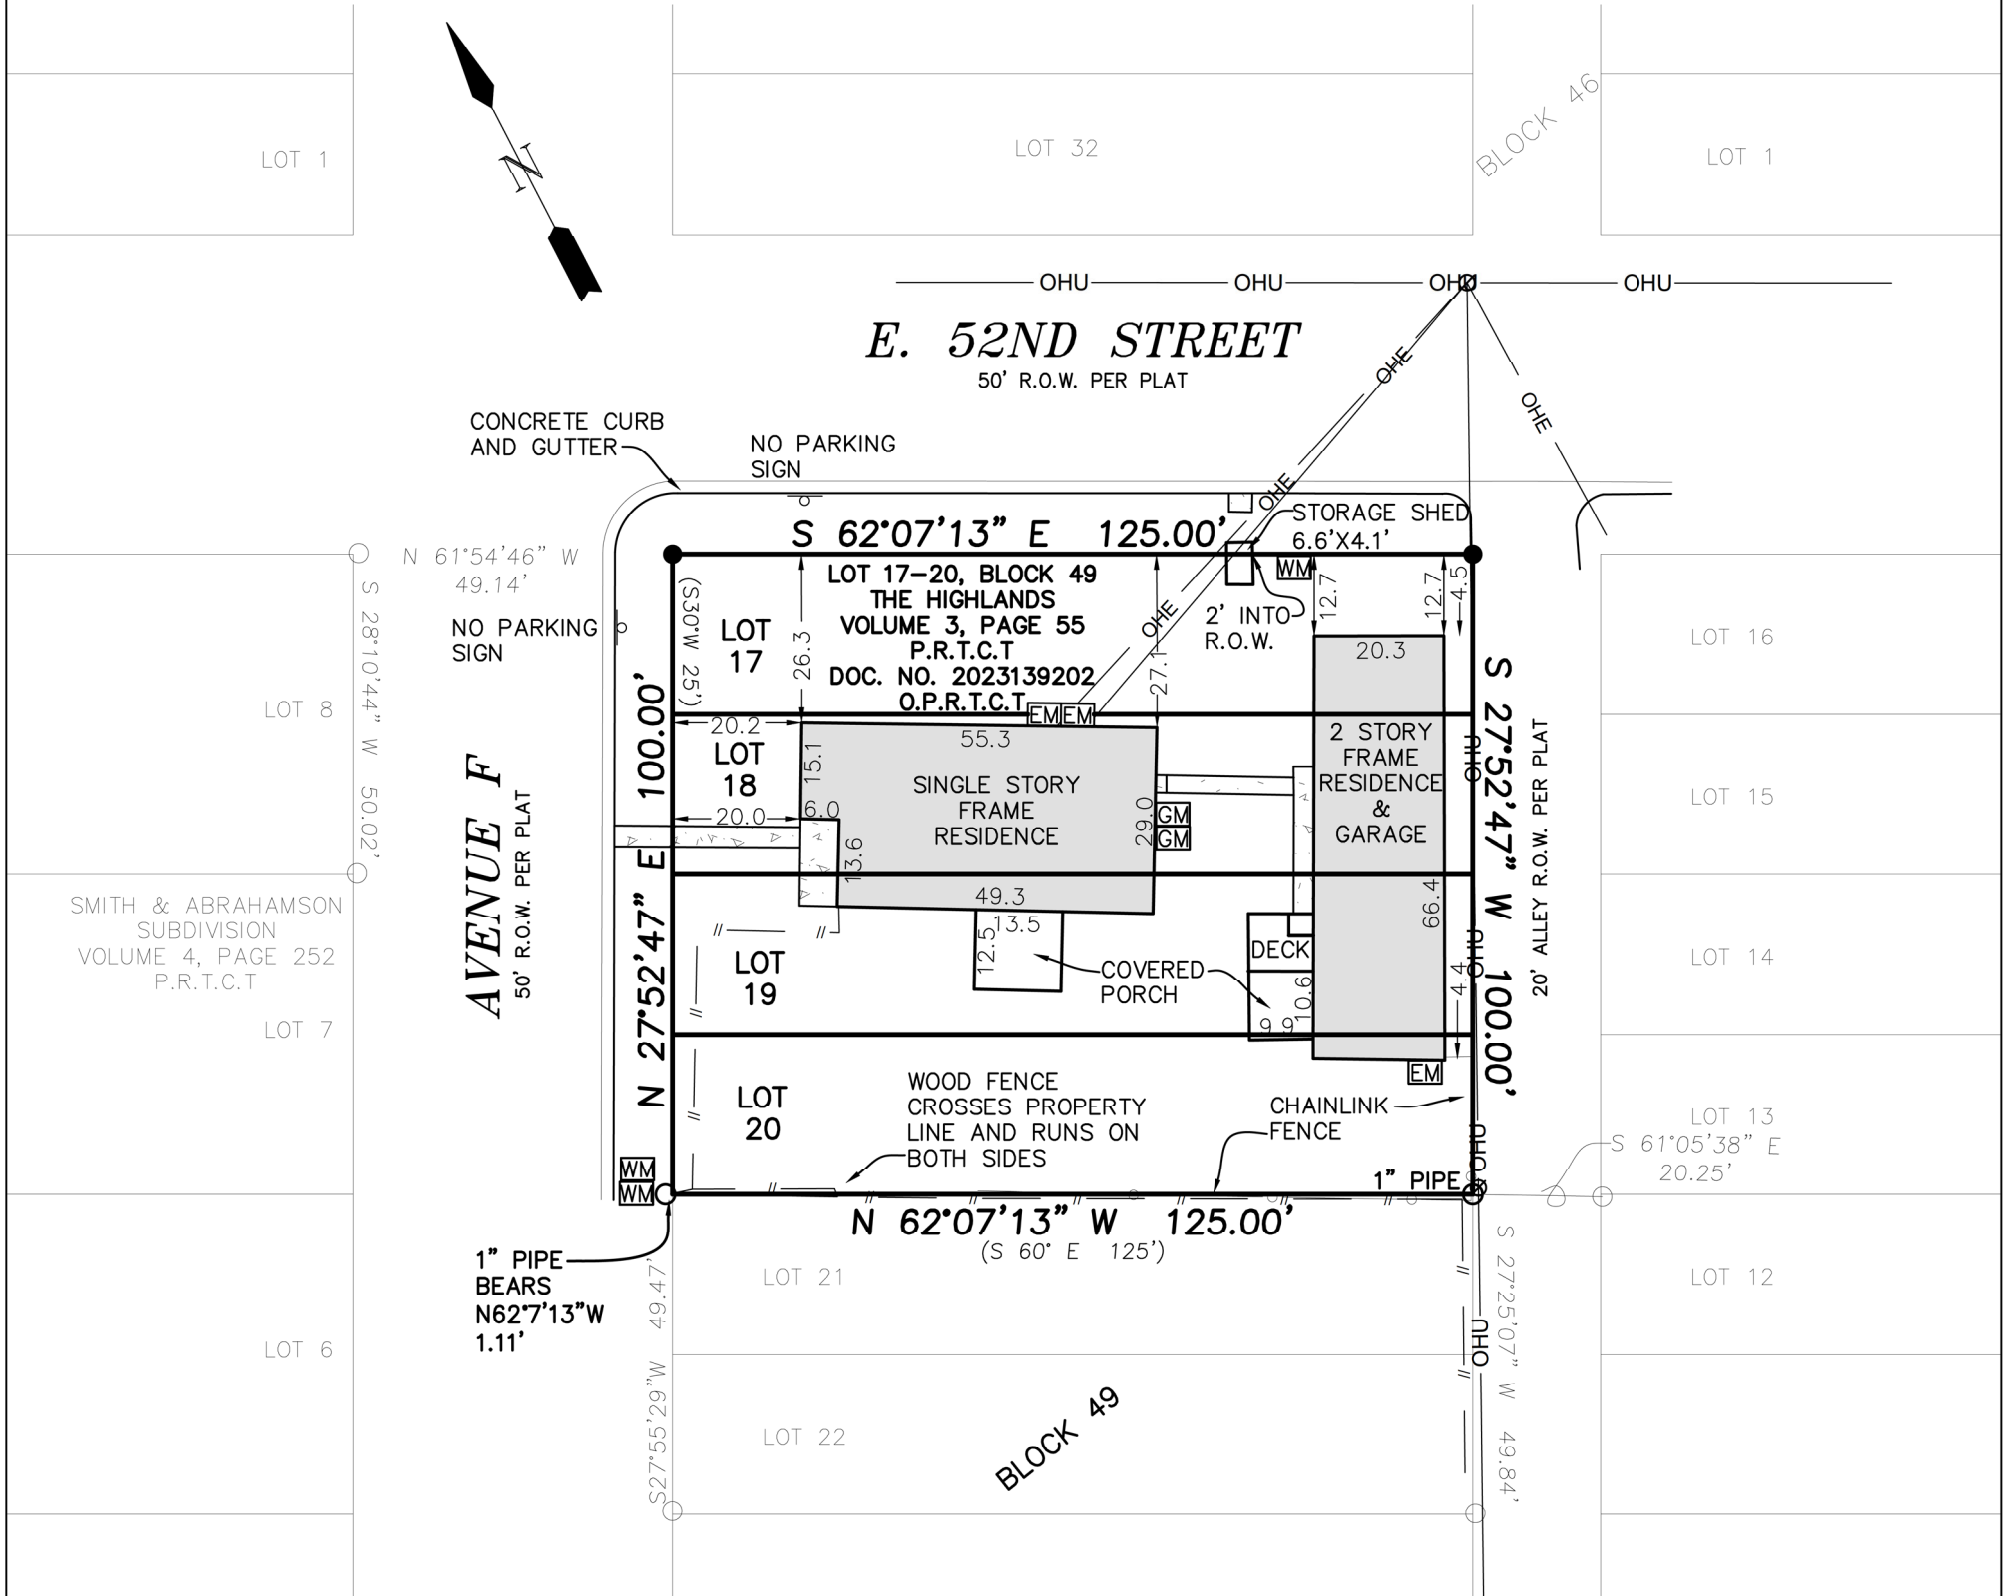 BLOCK 46
LOT 1
LOT 32
LOT 1
N
OHU
OHU
OHU
OHU
E. 52ND STREET
50' R.O.W. PER PLAT
OHE
OHE
CONCRETE CURB
AND GUTTER
NO PARKING
SIGN
OHE
STORAGE SHED
6.6'X4.1'
S 62°07'13" E 125.00'
N 61°54'46" W
49.14'
S 28°10'44" W 50.02'
NO PARKING
SIGN
(S30°W 25')
LOT
17
26.3
LOT 17-20, BLOCK 49
THE HIGHLANDS
VOLUME 3, PAGE 55
P.R.T.C.T
DOC. NO. 2023139202
O.P.R.T.C.T
OHE
27.1
2' INTO
R.O.W.
WM
12.7
12.7
4.5
20.3
LOT 16
LOT 8
EM
EM
N 27°52'47" E 100.00'
S 27°52'47" W 100.00'
20' ALLEY R.O.W. PER PLAT
AVENUE F
50' R.O.W. PER PLAT
20.2
LOT
18
15.1
55.3
SINGLE STORY
FRAME
RESIDENCE
6.0
20.0
13.6
29.0
GM
GM
49.3
2 STORY
FRAME
RESIDENCE
&
GARAGE
66.4
OHU
LOT 15
SMITH & ABRAHAMSON
SUBDIVISION
VOLUME 4, PAGE 252
P.R.T.C.T
LOT
19
13.5
12.5
COVERED
PORCH
DECK
10.6
9.9
4.4
OHU
LOT 14
LOT 7
EM
LOT
20
WOOD FENCE
CROSSES PROPERTY
LINE AND RUNS ON
BOTH SIDES
CHAINLINK
FENCE
OHU
LOT 13
S 61°05'38" E
20.25'
WM
WM
1" PIPE
N 62°07'13" W 125.00'
(S 60° E 125')
1" PIPE
BEARS
N62°7'13"W
1.11'
S27°55'29"W 49.47'
LOT 21
OHU
S 27°25'07" W 49.84'
LOT 12
LOT 6
LOT 22
BLOCK 49